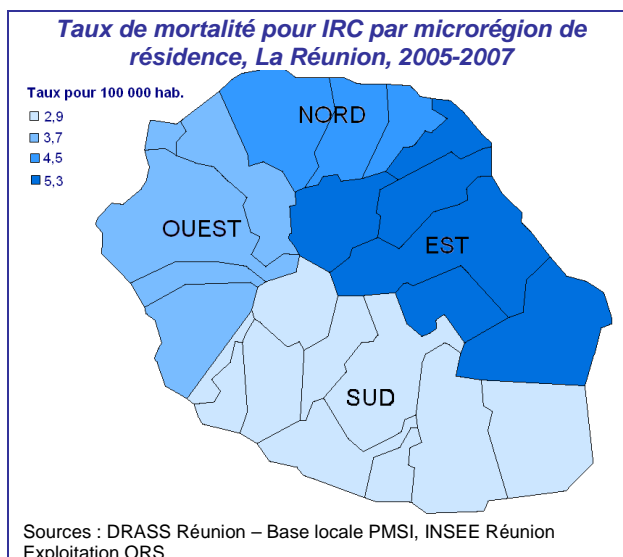 Taux de mortalité pour IRC par microrégion de
résidence, La Réunion, 2005-2007
Taux pour 100 000 hab.
2,9
3,7
4,5
5,3
NORD
OUEST
EST
SUD
Sources : DRASS Réunion – Base locale PMSI, INSEE Réunion
Exploitation ORS